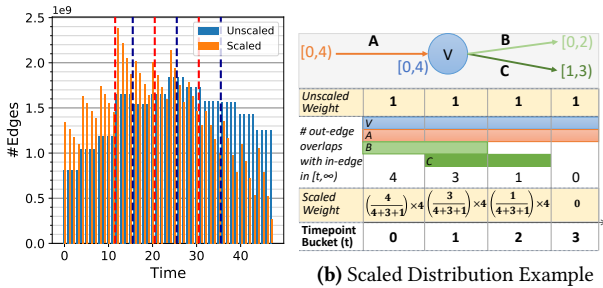 1e9
#Edges
2.5
2.0
1.5
1.0
0.5
0.0
Unscaled
Scaled
0 10 20 30 40
Time
[0,4) A [0,4) V B [0,2)
C [1,3)
Unscaled Weight 1 1 1 1
# out-edge overlaps with in-edge in [t,∞)
V
A
B
C
4 3 1 0
Scaled Weight (4/4+3+1)×4 (3/4+3+1)×4 (1/4+3+1)×4 0
Timepoint Bucket (t) 0 1 2 3
(b) Scaled Distribution Example